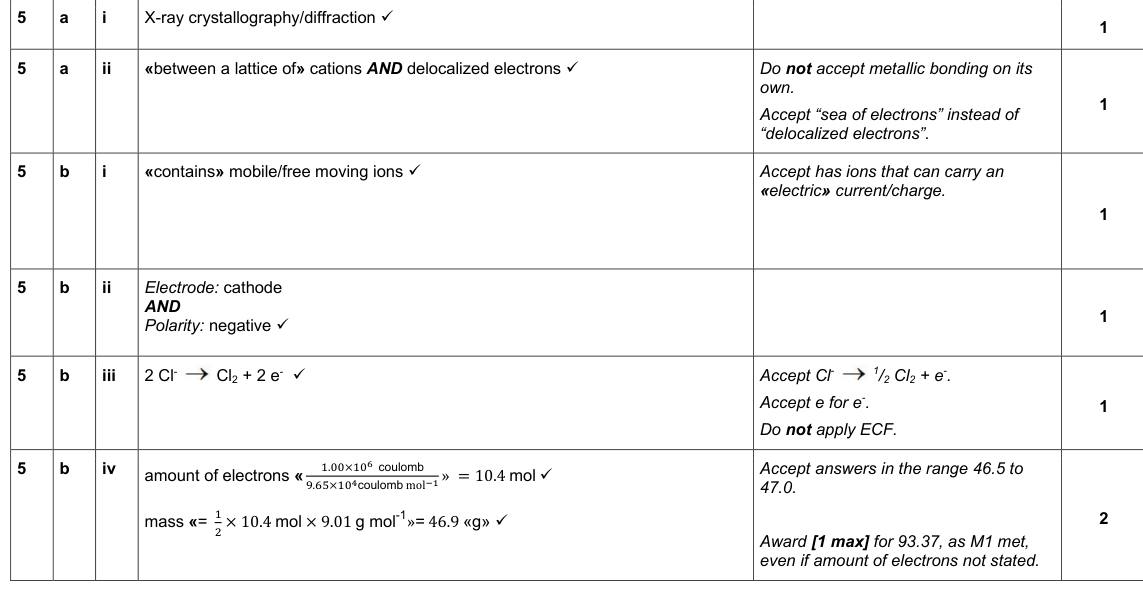 5 a i X-ray crystallography/diffraction ✓ 1
5 a ii «between a lattice of» cations AND delocalized electrons ✓
Do not accept metallic bonding on its
own.
Accept “sea of electrons” instead of
“delocalized electrons”.
1
5 b i «contains» mobile/free moving ions ✓
Accept has ions that can carry an
«electric» current/charge.
1
5 b ii Electrode: cathode
AND
Polarity: negative ✓
1
5 b iii 2 Cl⁻ → Cl₂ + 2 e⁻ ✓
Accept Cl⁻ → ¹/₂ Cl₂ + e⁻.
Accept e for e⁻.
Do not apply ECF.
1
5 b iv amount of electrons «1.00×10⁶ coulomb / 9.65×10⁴coulomb mol⁻¹» = 10.4 mol ✓
mass «= 1/2 × 10.4 mol × 9.01 g mol⁻¹»= 46.9 «g» ✓
Accept answers in the range 46.5 to
47.0.
Award [1 max] for 93.37, as M1 met,
even if amount of electrons not stated.
2